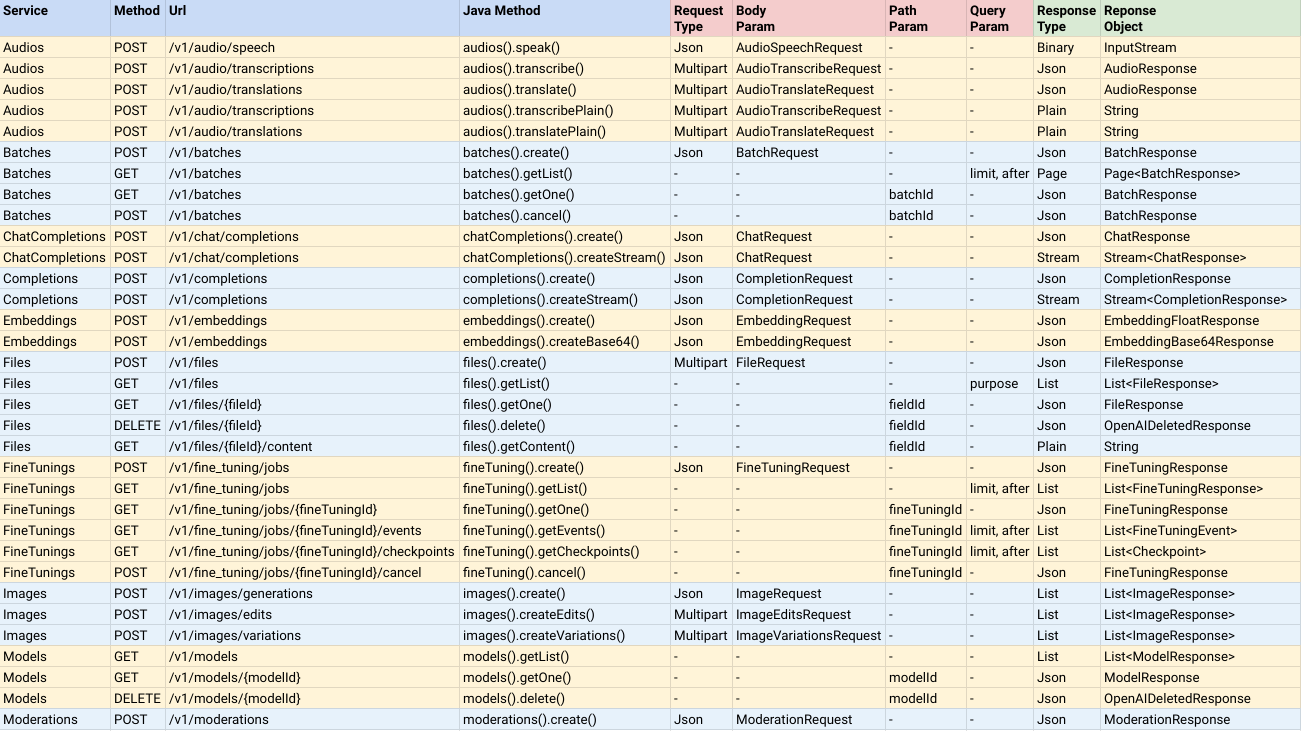 Service Method Url Java Method Request Type Body Param Path Param Query Param Response Type Reponse Object
Audios POST /v1/audio/speech audios().speak() Json AudioSpeechRequest - - Binary InputStream
Audios POST /v1/audio/transcriptions audios().transcribe() Multipart AudioTranscribeRequest - - Json AudioResponse
Audios POST /v1/audio/translations audios().translate() Multipart AudioTranslateRequest - - Json AudioResponse
Audios POST /v1/audio/transcriptions audios().transcribePlain() Multipart AudioTranscribeRequest - - Plain String
Audios POST /v1/audio/translations audios().translatePlain() Multipart AudioTranslateRequest - - Plain String
Batches POST /v1/batches batches().create() Json BatchRequest - - Json BatchResponse
Batches GET /v1/batches batches().getList() - - - limit, after Page Page<BatchResponse>
Batches GET /v1/batches batches().getOne() - - batchId - Json BatchResponse
Batches POST /v1/batches batches().cancel() - - batchId - Json BatchResponse
ChatCompletions POST /v1/chat/completions chatCompletions().create() Json ChatRequest - - Json ChatResponse
ChatCompletions POST /v1/chat/completions chatCompletions().createStream() Json ChatRequest - - Stream Stream<ChatResponse>
Completions POST /v1/completions completions().create() Json CompletionRequest - - Json CompletionResponse
Completions POST /v1/completions completions().createStream() Json CompletionRequest - - Stream Stream<CompletionResponse>
Embeddings POST /v1/embeddings embeddings().create() Json EmbeddingRequest - - Json EmbeddingFloatResponse
Embeddings POST /v1/embeddings embeddings().createBase64() Json EmbeddingRequest - - Json EmbeddingBase64Response
Files POST /v1/files files().create() Multipart FileRequest - - Json FileResponse
Files GET /v1/files files().getList() - - - purpose List List<FileResponse>
Files GET /v1/files/{fileId} files().getOne() - - fieldId - Json FileResponse
Files DELETE /v1/files/{fileId} files().delete() - - fieldId - Json OpenAIDeletedResponse
Files GET /v1/files/{fileId}/content files().getContent() - - fieldId - Plain String
FineTunings POST /v1/fine_tuning/jobs fineTuning().create() Json FineTuningRequest - - Json FineTuningResponse
FineTunings GET /v1/fine_tuning/jobs fineTuning().getList() - - - limit, after List List<FineTuningResponse>
FineTunings GET /v1/fine_tuning/jobs/{fineTuningId} fineTuning().getOne() - - fineTuningId - Json FineTuningResponse
FineTunings GET /v1/fine_tuning/jobs/{fineTuningId}/events fineTuning().getEvents() - - fineTuningId limit, after List List<FineTuningEvent>
FineTunings GET /v1/fine_tuning/jobs/{fineTuningId}/checkpoints fineTuning().getCheckpoints() - - fineTuningId limit, after List List<Checkpoint>
FineTunings POST /v1/fine_tuning/jobs/{fineTuningId}/cancel fineTuning().cancel() - - fineTuningId - Json FineTuningResponse
Images POST /v1/images/generations images().create() Json ImageRequest - - List List<ImageResponse>
Images POST /v1/images/edits images().createEdits() Multipart ImageEditsRequest - - List List<ImageResponse>
Images POST /v1/images/variations images().createVariations() Multipart ImageVariationsRequest - - List List<ImageResponse>
Models GET /v1/models models().getList() - - - - List List<ModelResponse>
Models GET /v1/models/{modelId} models().getOne() - - modelId - Json ModelResponse
Models DELETE /v1/models/{modelId} models().delete() - - modelId - Json OpenAIDeletedResponse
Moderations POST /v1/moderations moderations().create() Json ModerationRequest - - Json ModerationResponse